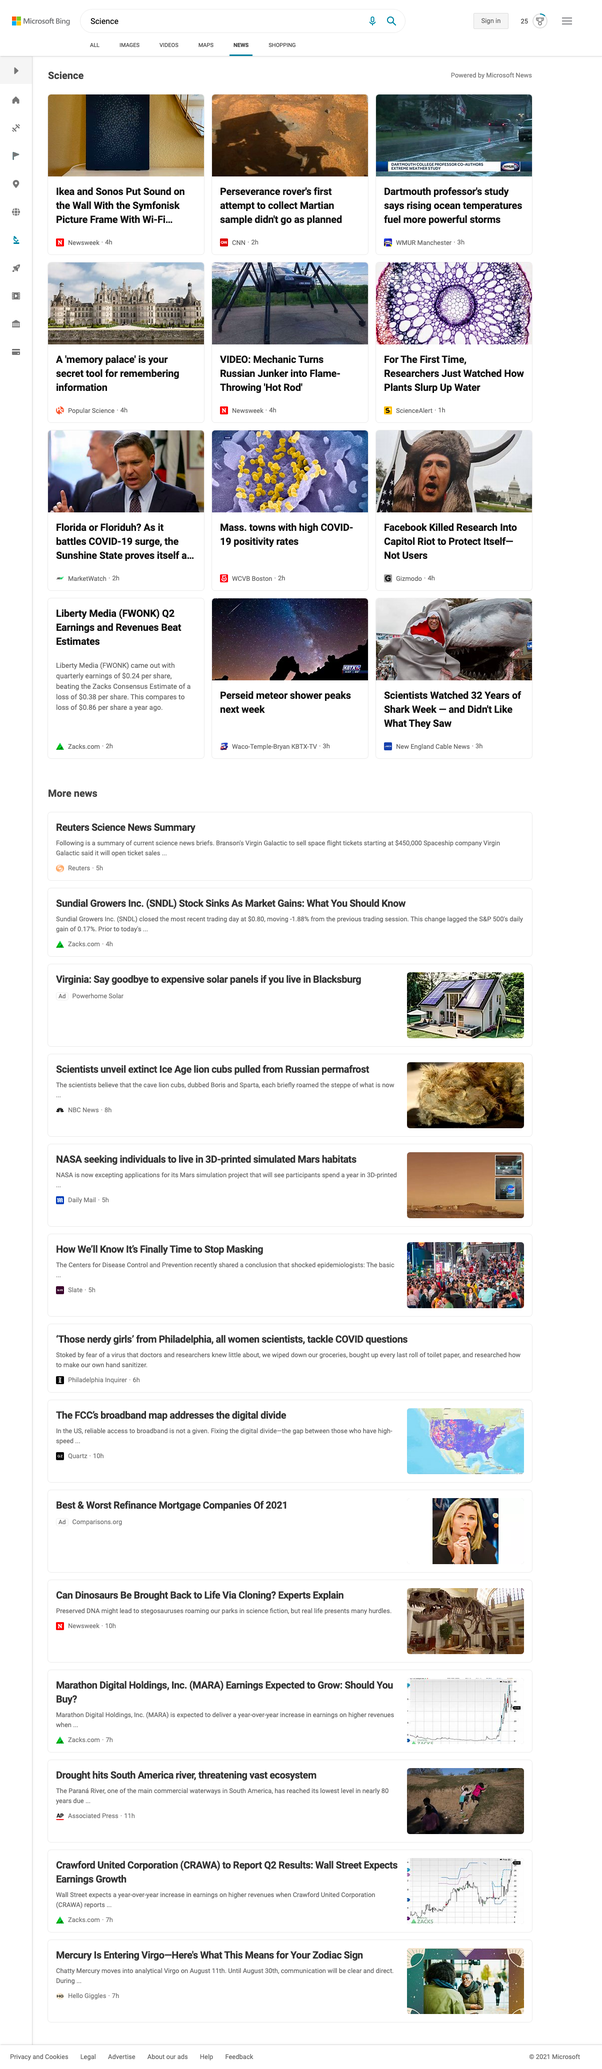 Microsoft Bing
Science
Sign in
25
ALL
IMAGES
VIDEOS
MAPS
NEWS
SHOPPING
Science
Powered by Microsoft News
Ikea and Sonos Put Sound on
the Wall With the Symfonisk
Picture Frame With Wi-Fi...
Newsweek · 4h
Perseverance rover's first
attempt to collect Martian
sample didn't go as planned
CNN · 2h
DARTMOUTH COLLEGE PROFESSOR CO-AUTHORS
EXTREME WEATHER STUDY
Dartmouth professor's study
says rising ocean temperatures
fuel more powerful storms
WMUR Manchester · 3h
A 'memory palace' is your
secret tool for remembering
information
Popular Science · 4h
VIDEO: Mechanic Turns
Russian Junker into Flame-
Throwing 'Hot Rod'
Newsweek · 4h
For The First Time,
Researchers Just Watched How
Plants Slurp Up Water
ScienceAlert · 1h
Florida or Floriduh? As it
battles COVID-19 surge, the
Sunshine State proves itself a...
MarketWatch · 2h
Mass. towns with high COVID-
19 positivity rates
WCVB Boston · 2h
Facebook Killed Research Into
Capitol Riot to Protect Itself—
Not Users
Gizmodo · 4h
Liberty Media (FWONK) Q2
Earnings and Revenues Beat
Estimates
Liberty Media (FWONK) came out with
quarterly earnings of $0.24 per share,
beating the Zacks Consensus Estimate of a
loss of $0.38 per share. This compares to
loss of $0.86 per share a year ago.
Zacks.com · 2h
KBTX
Perseid meteor shower peaks
next week
Waco-Temple-Bryan KBTX-TV · 3h
Scientists Watched 32 Years of
Shark Week — and Didn't Like
What They Saw
New England Cable News · 3h
More news
Reuters Science News Summary
Following is a summary of current science news briefs. Branson's Virgin Galactic to sell space flight tickets starting at $450,000 Spaceship company Virgin
Galactic said it will open ticket sales ...
Reuters · 5h
Sundial Growers Inc. (SNDL) Stock Sinks As Market Gains: What You Should Know
Sundial Growers Inc. (SNDL) closed the most recent trading day at $0.80, moving -1.88% from the previous trading session. This change lagged the S&P 500's daily
gain of 0.17%. Prior to today's ...
Zacks.com · 4h
Virginia: Say goodbye to expensive solar panels if you live in Blacksburg
Ad Powerhome Solar
Scientists unveil extinct Ice Age lion cubs pulled from Russian permafrost
The scientists believe that the cave lion cubs, dubbed Boris and Sparta, each briefly roamed the steppe of what is now
...
NBC News · 8h
NASA seeking individuals to live in 3D-printed simulated Mars habitats
NASA is now excepting applications for its Mars simulation project that will see participants spend a year in 3D-printed
...
Daily Mail · 5h
How We'll Know It's Finally Time to Stop Masking
The Centers for Disease Control and Prevention recently shared a conclusion that shocked epidemiologists: The basic
...
Slate · 5h
'Those nerdy girls' from Philadelphia, all women scientists, tackle COVID questions
Stoked by fear of a virus that doctors and researchers knew little about, we wiped down our groceries, bought up every last roll of toilet paper, and researched how
to make our own hand sanitizer.
Philadelphia Inquirer · 6h
The FCC's broadband map addresses the digital divide
In the US, reliable access to broadband is not a given. Fixing the digital divide—the gap between those who have high-
speed ...
Quartz · 10h
Best & Worst Refinance Mortgage Companies Of 2021
Ad Comparisons.org
Can Dinosaurs Be Brought Back to Life Via Cloning? Experts Explain
Preserved DNA might lead to stegosauruses roaming our parks in science fiction, but real life presents many hurdles.
Newsweek · 10h
Marathon Digital Holdings, Inc. (MARA) Earnings Expected to Grow: Should You
Buy?
Marathon Digital Holdings, Inc. (MARA) is expected to deliver a year-over-year increase in earnings on higher revenues
when ...
Zacks.com · 7h
ZACKS
Drought hits South America river, threatening vast ecosystem
The Paraná River, one of the main commercial waterways in South America, has reached its lowest level in nearly 80
years due ...
AP Associated Press · 11h
Crawford United Corporation (CRAWA) to Report Q2 Results: Wall Street Expects
Earnings Growth
Wall Street expects a year-over-year increase in earnings on higher revenues when Crawford United Corporation
(CRAWA) reports ...
Zacks.com · 7h
ZACKS
Mercury Is Entering Virgo—Here's What This Means for Your Zodiac Sign
Chatty Mercury moves into analytical Virgo on August 11th. Until August 30th, communication will be clear and direct.
During ...
HG Hello Giggles · 7h
Privacy and Cookies
Legal
Advertise
About our ads
Help
Feedback
© 2021 Microsoft